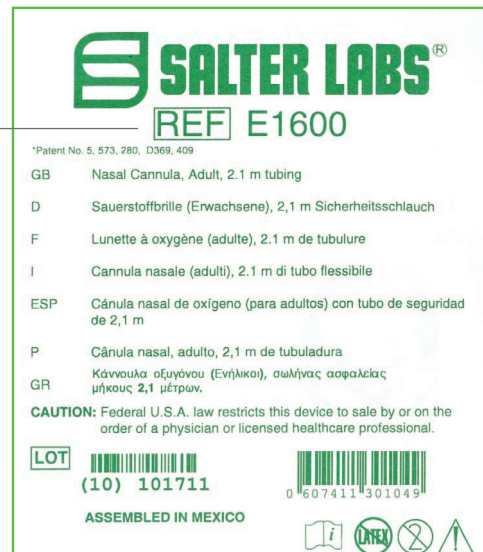 SALTER LABS®
REF E1600
*Patent No. 5, 573, 280, D369, 409
GB Nasal Cannula, Adult, 2.1 m tubing
D Sauerstoffbrille (Erwachsene), 2,1 m Sicherheitsschlauch
F Lunette à oxygène (adulte), 2.1 m de tubulure
I Cannula nasale (adulti), 2.1 m di tubo flessibile
ESP Cánula nasal de oxígeno (para adultos) con tubo de seguridad
de 2,1 m
P Cânula nasal, adulto, 2,1 m de tubuladura
GR Κάννουλα οξυγόνου (Ενήλικοι), σωλήνας ασφαλείας
μήκους 2,1 μέτρων.
CAUTION: Federal U.S.A. law restricts this device to sale by or on the
order of a physician or licensed healthcare professional.
LOT
(10) 101711
0 607411 301049
ASSEMBLED IN MEXICO
i LATEX 2